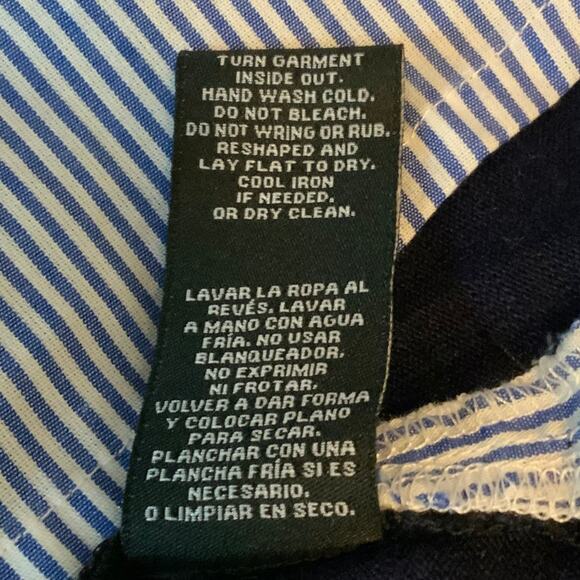 TURN GARMENT
INSIDE OUT.
HAND WASH COLD.
DO NOT BLEACH.
DO NOT WRING OR RUB.
RESHAPED AND
LAY FLAT TO DRY.
COOL IRON
IF NEEDED.
OR DRY CLEAN.
LAVAR LA ROPA AL
REVÉS. LAVAR
A MANO CON AGUA
FRÍA. NO USAR
BLANQUEADOR.
NO EXPRIMIR
NI FROTAR.
VOLVER A DAR FORMA
Y COLOCAR PLANO
PARA SECAR.
PLANCHAR CON UNA
PLANCHA FRÍA SI ES
NECESARIO.
O LIMPIAR EN SECO.